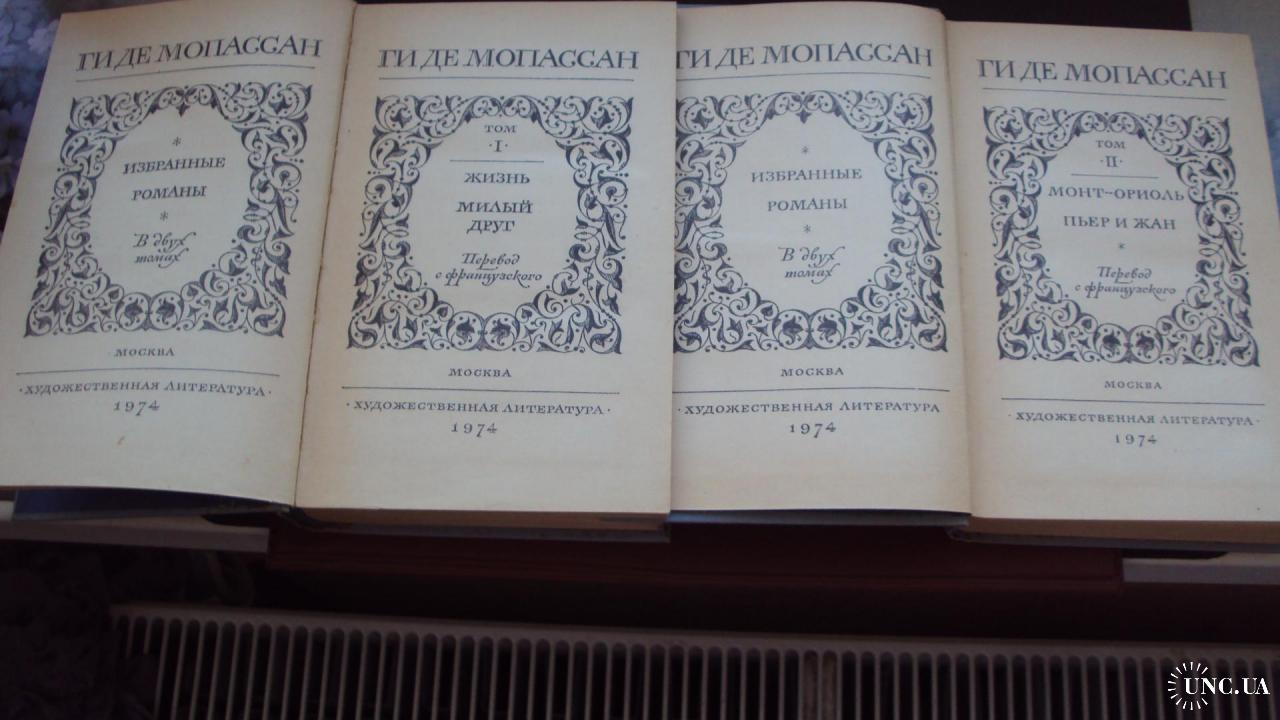 ГИ ДЕ МОПАССАН
*
ИЗБРАННЫЕ
РОМАНЫ
*
В двух
томах
МОСКВА
·ХУДОЖЕСТВЕННАЯ ЛИТЕРАТУРА·
1974
ГИ ДЕ МОПАССАН
ТОМ
·I·
ЖИЗНЬ
МИЛЫЙ
ДРУГ
Перевод
с французского
МОСКВА
·ХУДОЖЕСТВЕННАЯ ЛИТЕРАТУРА·
1974
ГИ ДЕ МОПАССАН
*
ИЗБРАННЫЕ
РОМАНЫ
*
В двух
томах
МОСКВА
·ХУДОЖЕСТВЕННАЯ ЛИТЕРАТУРА
1974
ГИ ДЕ МОПАССАН
ТОМ
·II·
МОНТ-ОРИОЛЬ
ПЬЕР И ЖАН
*
Перевод
с французского
МОСКВА
·ХУДОЖЕСТВЕННАЯ ЛИТЕРАТУРА·
1974
UNC.UA